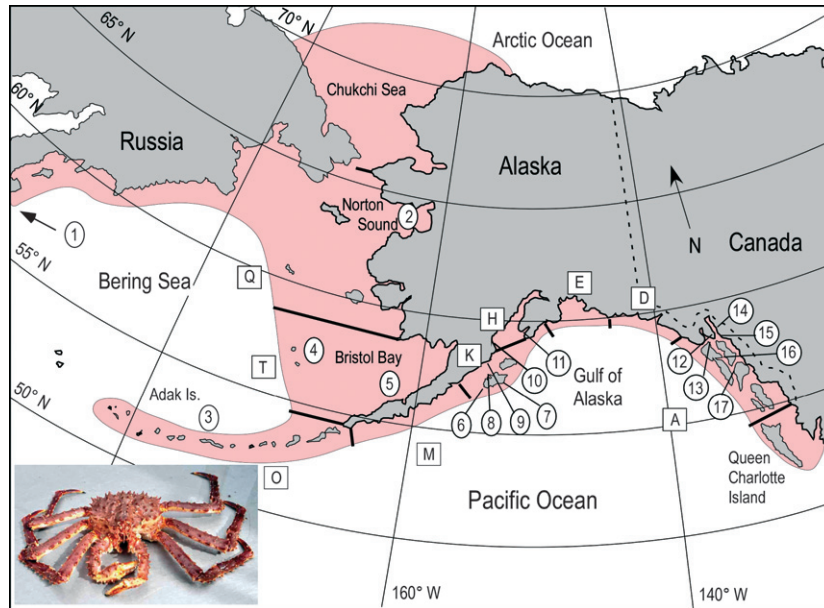 70° N
65° N
60° N
55° N
50° N
Arctic Ocean
Chukchi Sea
Russia
Alaska
Norton
Sound
2
1
N
Canada
Bering Sea
Q
E
D
H
14
15
16
4
Bristol Bay
K
T
5
10
11
12
13
17
Gulf of
Alaska
Adak Is.
3
6
8
9
7
A
M
O
Queen
Charlotte
Island
Pacific Ocean
160° W
140° W